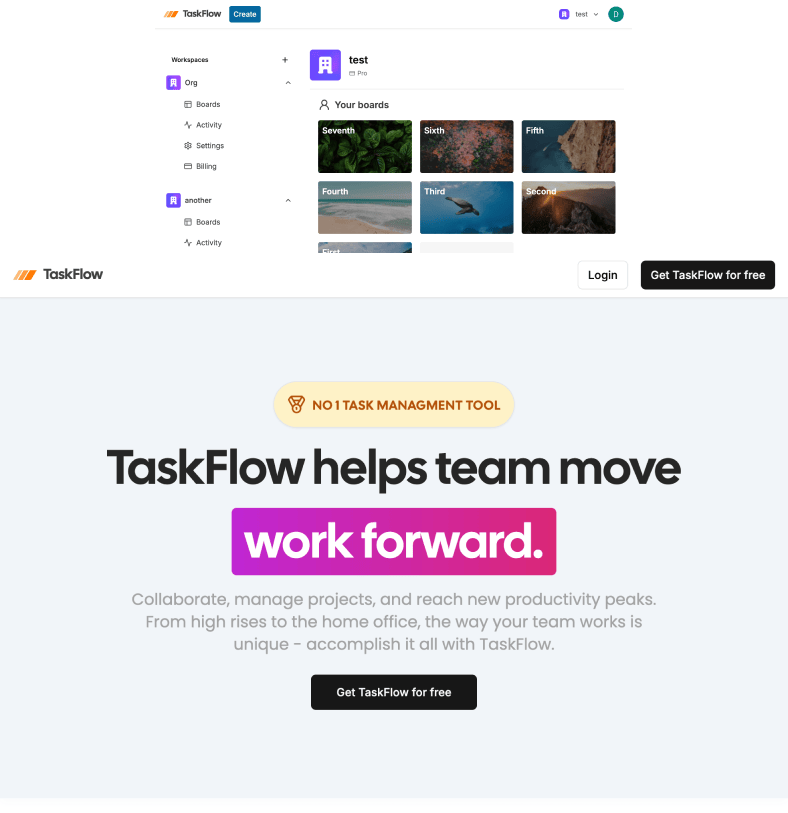 TaskFlow
Create
test
D
Workspaces
+
test
Pro
Org
Boards
Activity
Settings
Billing
another
Boards
Activity
Your boards
Seventh
Sixth
Fifth
Fourth
Third
Second
First
TaskFlow
Login
Get TaskFlow for free
NO 1 TASK MANAGMENT TOOL
TaskFlow helps team move
work forward.
Collaborate, manage projects, and reach new productivity peaks.
From high rises to the home office, the way your team works is
unique - accomplish it all with TaskFlow.
Get TaskFlow for free